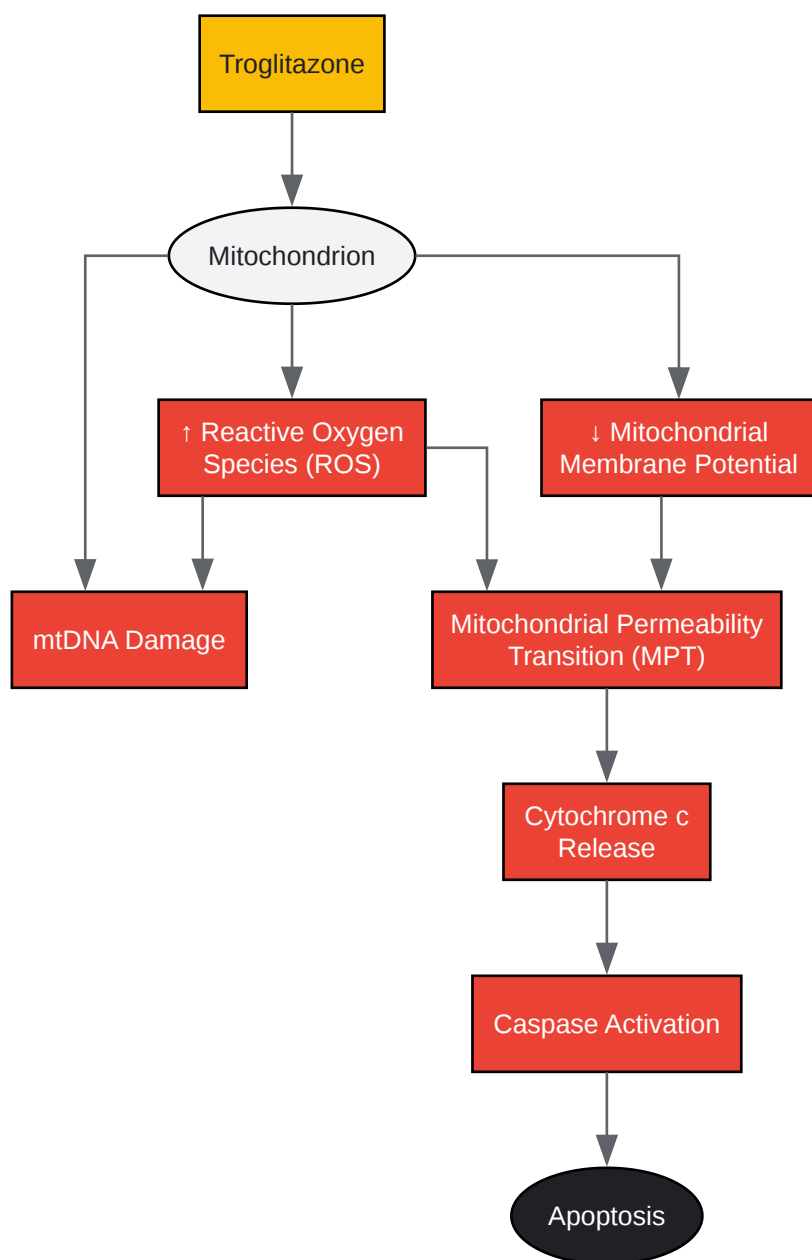 Troglitazone
Mitochondrion
↑ Reactive Oxygen
Species (ROS)
↓ Mitochondrial
Membrane Potential
mtDNA Damage
Mitochondrial Permeability
Transition (MPT)
Cytochrome c
Release
Caspase Activation
Apoptosis